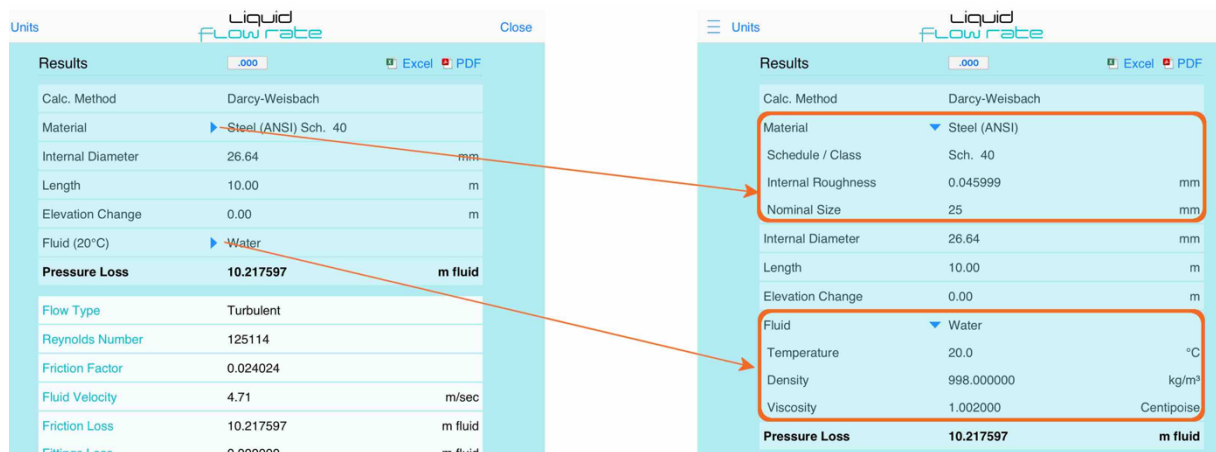 Units Liquid Flow rate Close
Results .000 Excel PDF
Calc. Method Darcy-Weisbach
Material Steel (ANSI) Sch. 40
Internal Diameter 26.64 mm
Length 10.00 m
Elevation Change 0.00 m
Fluid (20°C) Water
Pressure Loss 10.217597 m fluid
Flow Type Turbulent
Reynolds Number 125114
Friction Factor 0.024024
Fluid Velocity 4.71 m/sec
Friction Loss 10.217597 m fluid
Units Liquid Flow rate
Results .000 Excel PDF
Calc. Method Darcy-Weisbach
Material Steel (ANSI)
Schedule / Class Sch. 40
Internal Roughness 0.045999 mm
Nominal Size 25 mm
Internal Diameter 26.64 mm
Length 10.00 m
Elevation Change 0.00 m
Fluid Water
Temperature 20.0 °C
Density 998.000000 kg/m³
Viscosity 1.002000 Centipoise
Pressure Loss 10.217597 m fluid